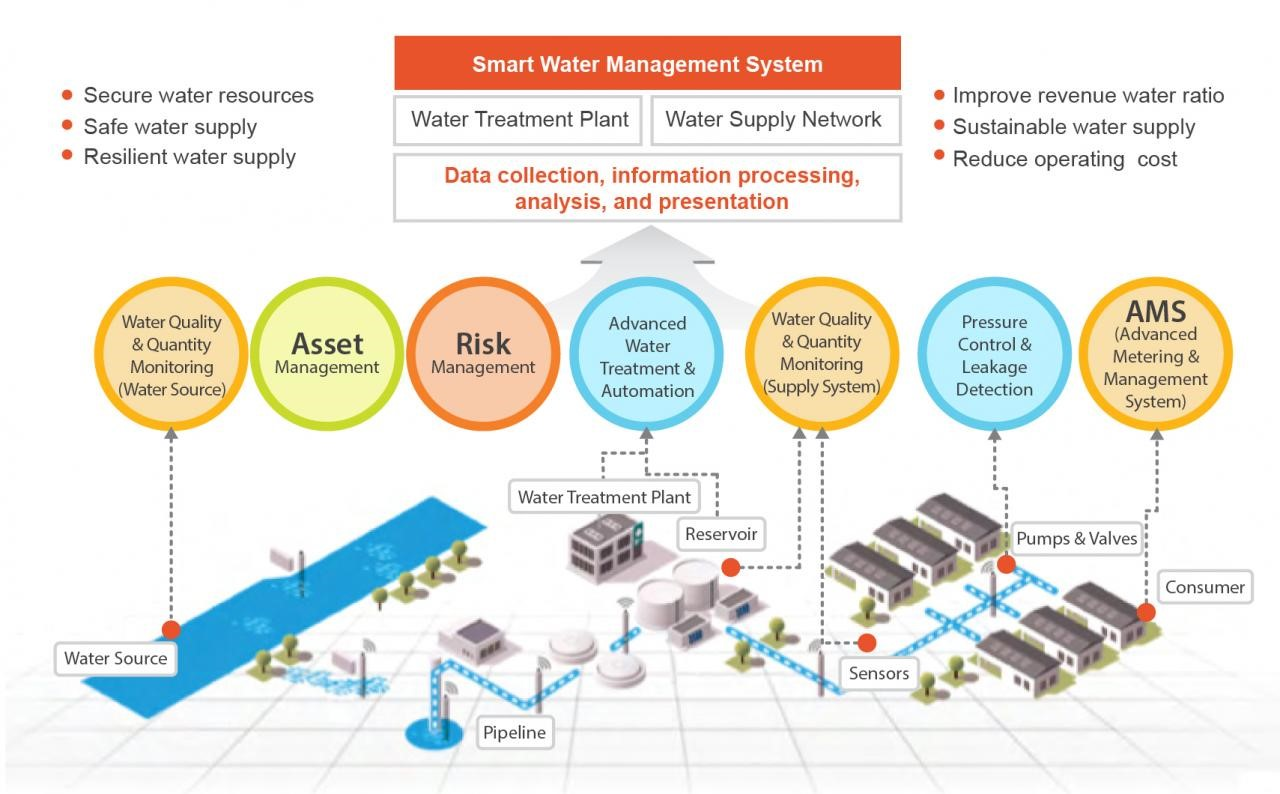 Smart Water Management System
Water Treatment Plant
Water Supply Network
Data collection, information processing,
analysis, and presentation
Secure water resources
Safe water supply
Resilient water supply
Improve revenue water ratio
Sustainable water supply
Reduce operating cost
Water Quality
& Quantity
Monitoring
(Water Source)
Asset
Management
Risk
Management
Advanced
Water
Treatment &
Automation
Water Quality
& Quantity
Monitoring
(Supply System)
Pressure
Control &
Leakage
Detection
AMS
(Advanced
Metering &
Management
System)
Water Treatment Plant
Reservoir
Pumps & Valves
Consumer
Water Source
Sensors
Pipeline